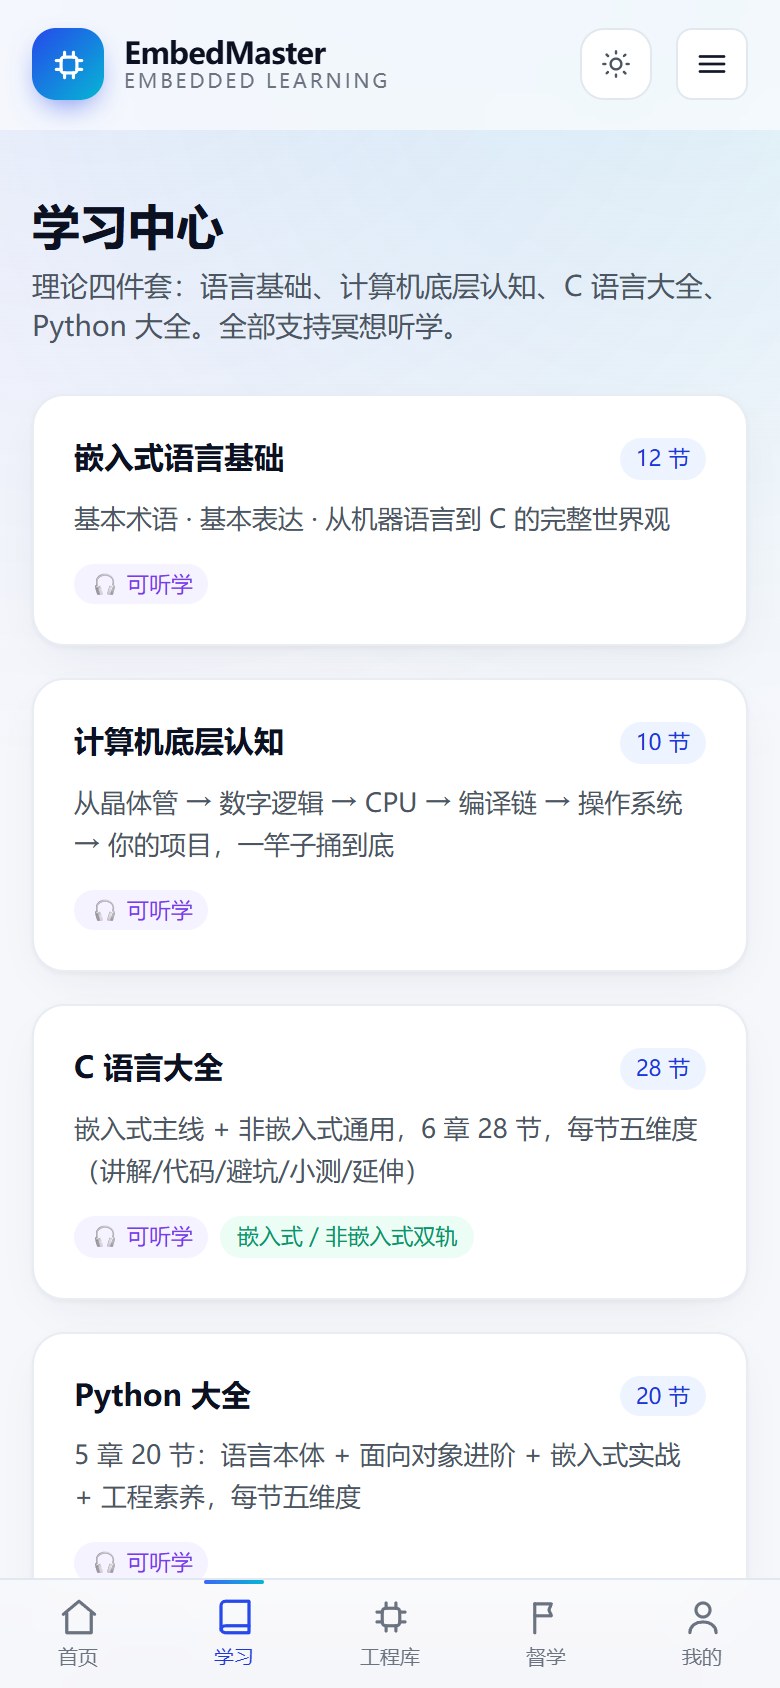 EmbedMaster
EMBEDDED LEARNING
学习中心
理论四件套：语言基础、计算机底层认知、C 语言大全、
Python 大全。全部支持冥想听学。
嵌入式语言基础
12 节
基本术语 · 基本表达 · 从机器语言到 C 的完整世界观
🎧 可听学
计算机底层认知
10 节
从晶体管 → 数字逻辑 → CPU → 编译链 → 操作系统
→ 你的项目，一竿子捅到底
🎧 可听学
C 语言大全
28 节
嵌入式主线 + 非嵌入式通用，6 章 28 节，每节五维度
（讲解/代码/避坑/小测/延伸）
🎧 可听学 嵌入式 / 非嵌入式双轨
Python 大全
20 节
5 章 20 节：语言本体 + 面向对象进阶 + 嵌入式实战
+ 工程素养，每节五维度
🎧 可听学
首页 学习 工程库 督学 我的